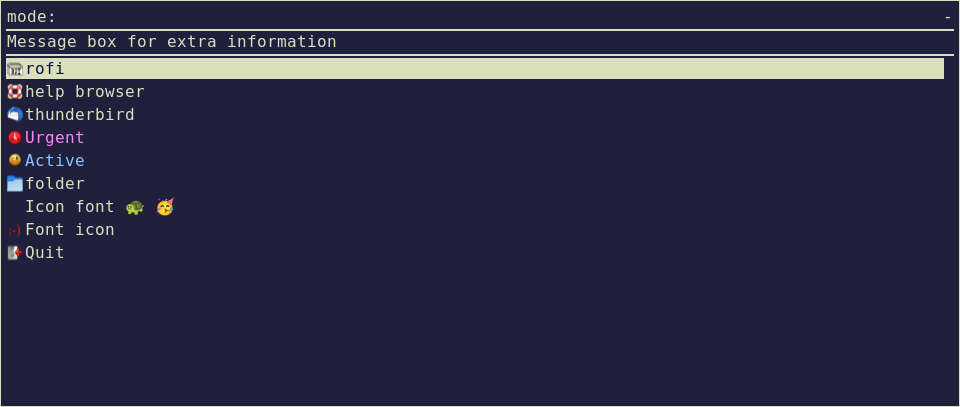 mode: -
Message box for extra information
rofi
help browser
thunderbird
Urgent
Active
folder
Icon font 🐢 🥳
:-) Font icon
Quit